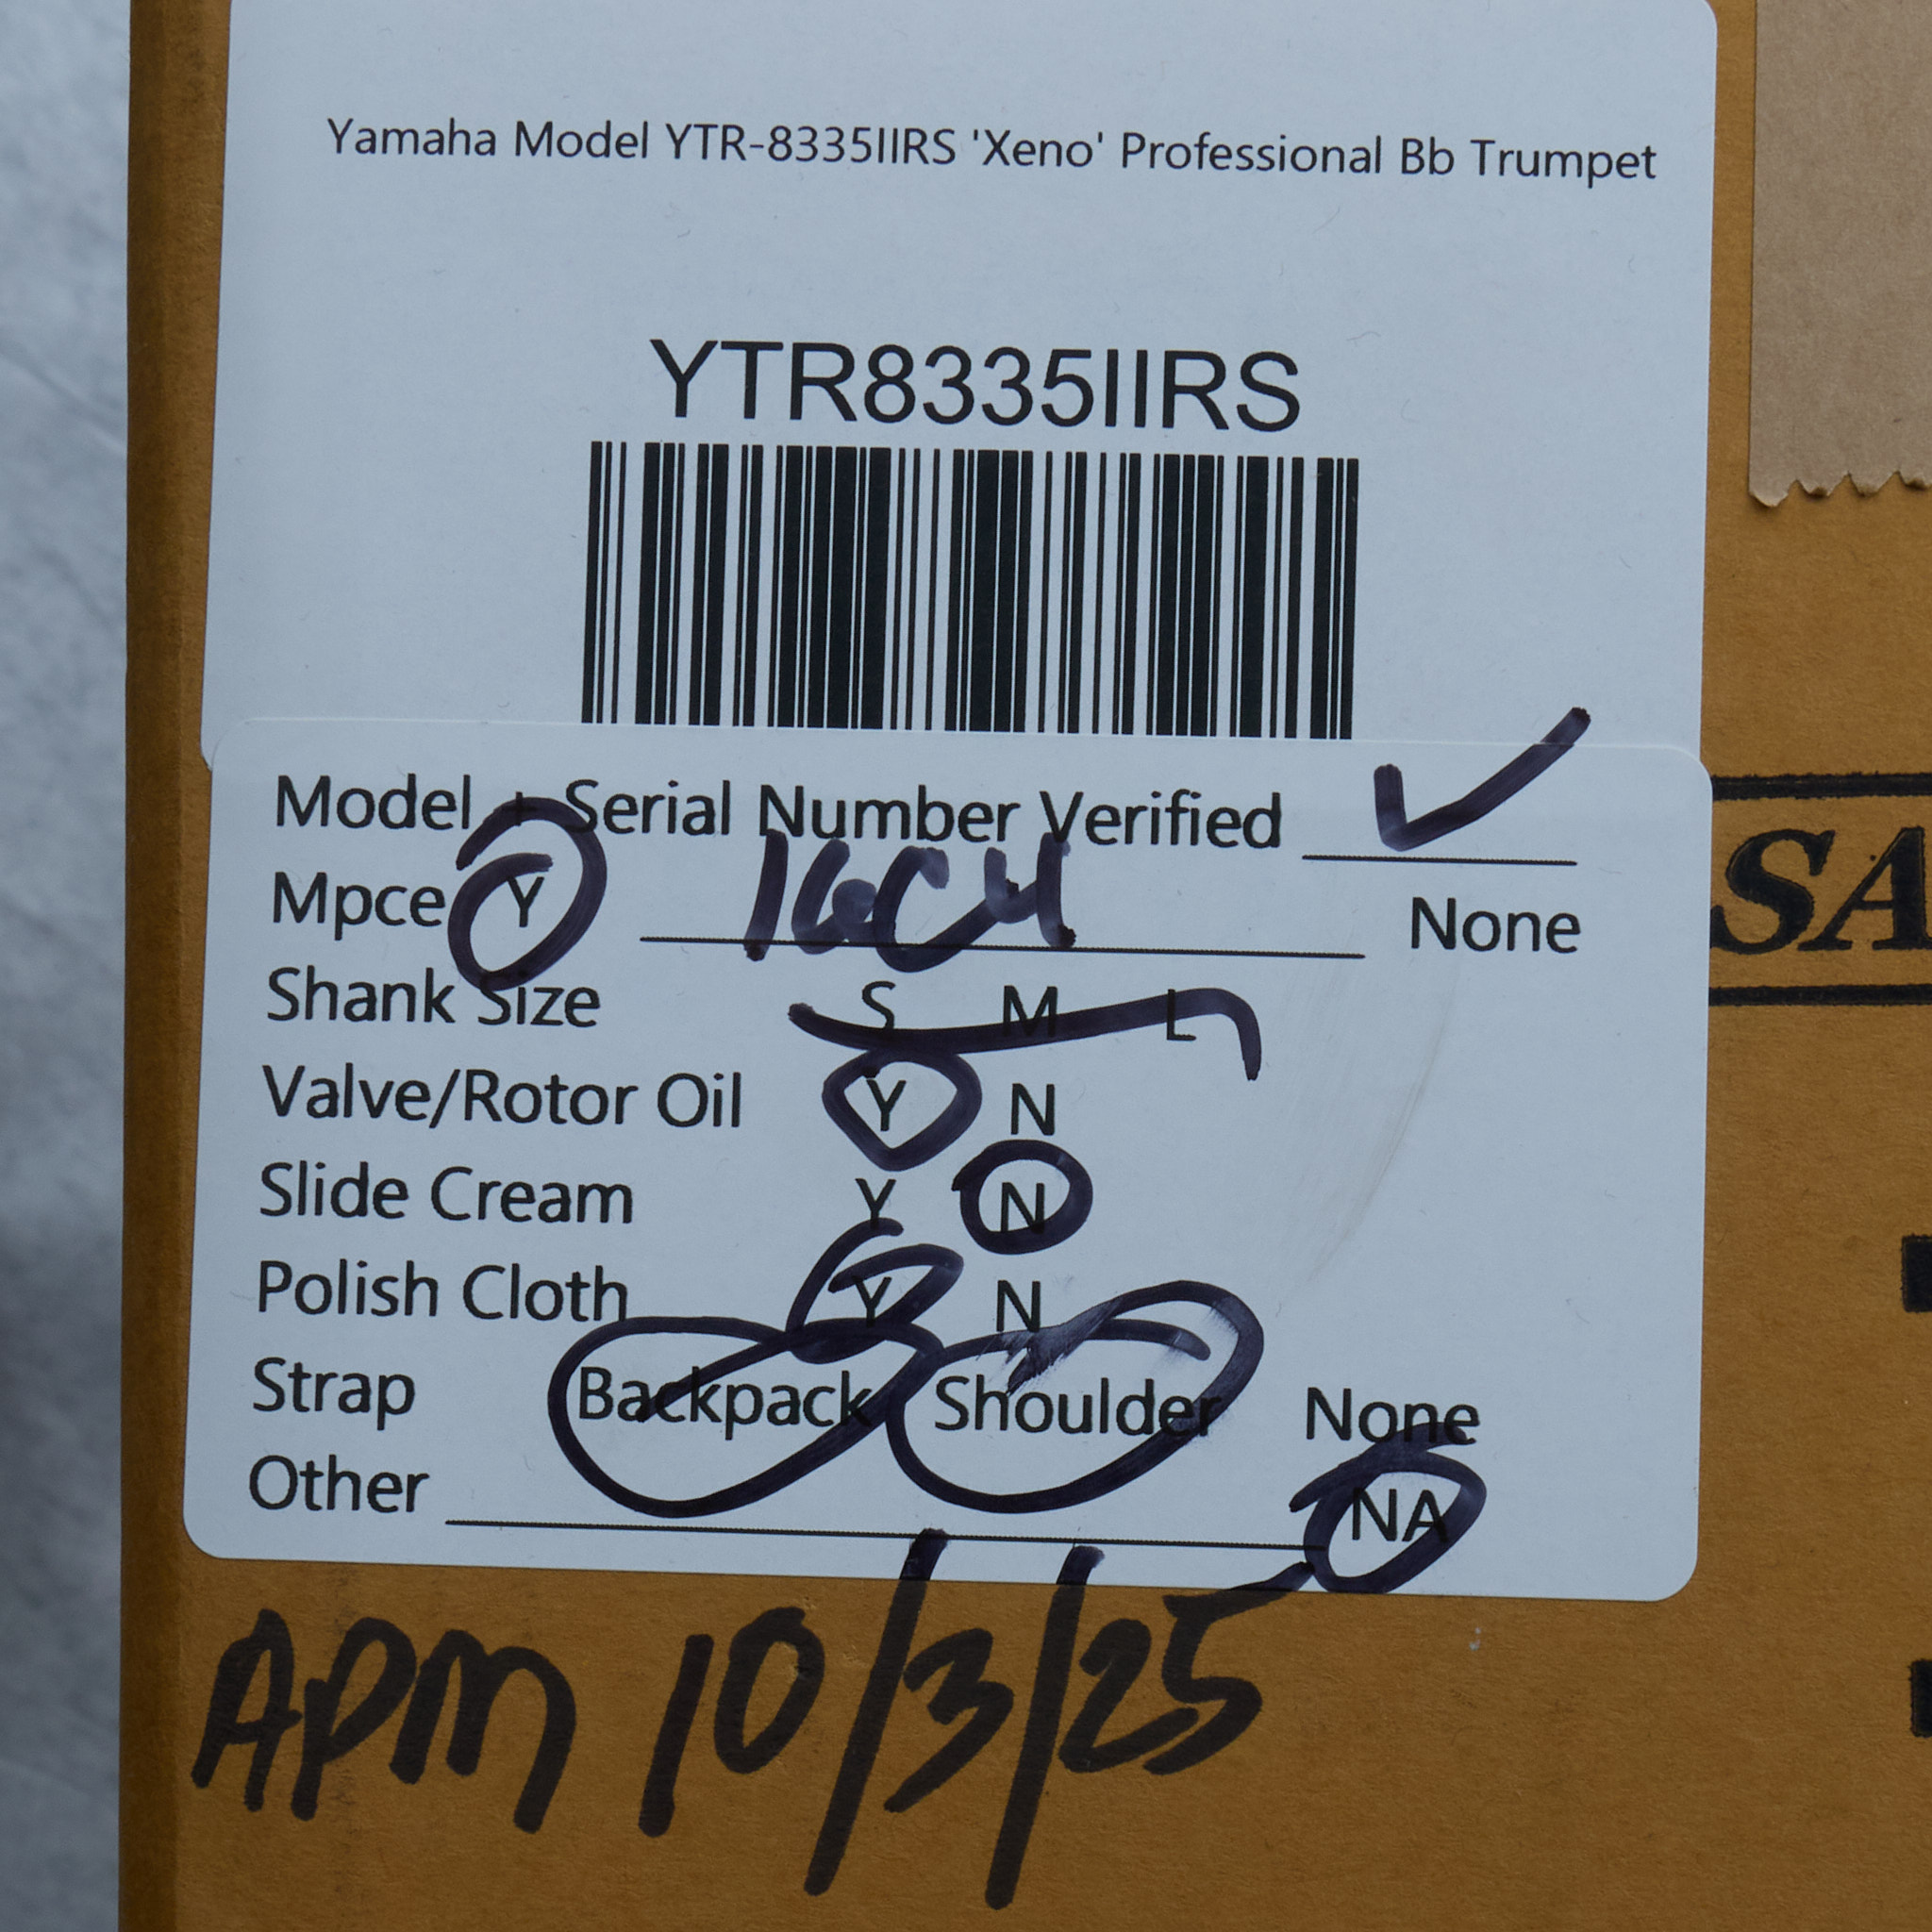 Yamaha Model YTR-8335IIRS 'Xeno' Professional Bb Trumpet
YTR8335IIRS
Model + Serial Number Verified ✓
Mpce Y 16C4 None
Shank Size S M L
Valve/Rotor Oil Y N
Slide Cream Y N
Polish Cloth Y N
Strap Backpack Shoulder None
Other NA
APM 10/3/25
SA